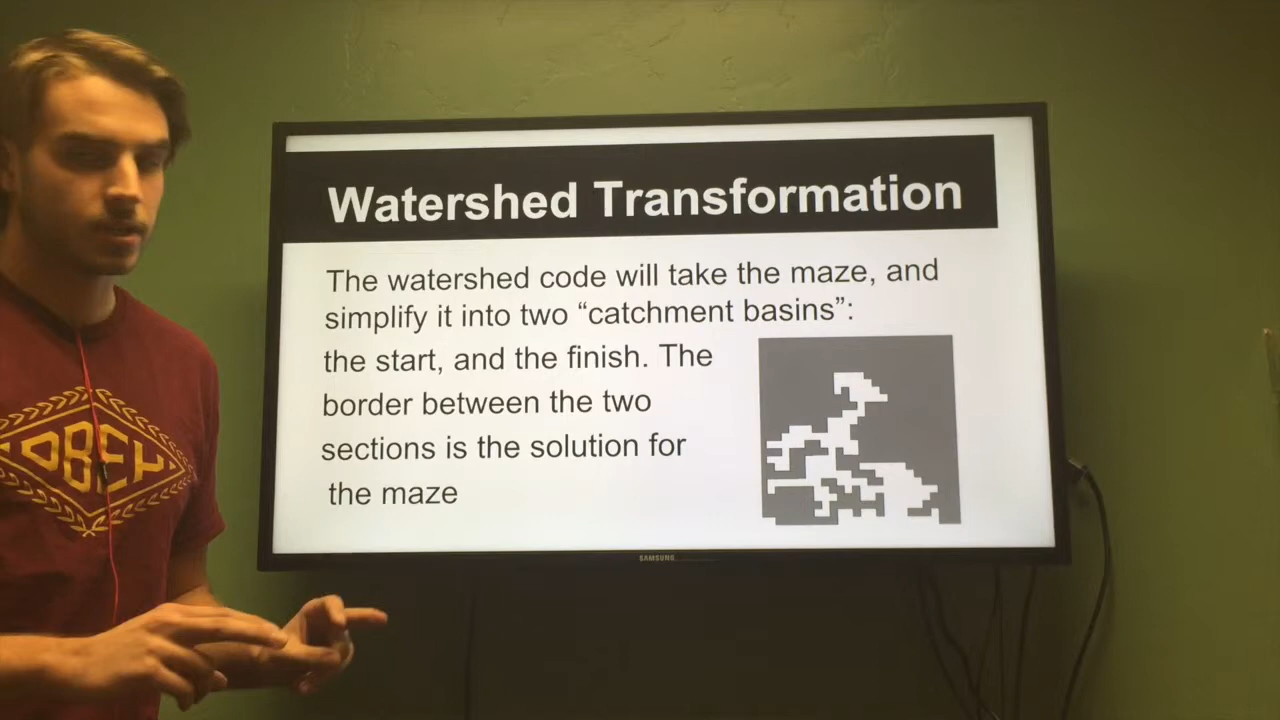 Watershed Transformation
The watershed code will take the maze, and
simplify it into two “catchment basins”:
the start, and the finish. The
border between the two
sections is the solution for
the maze
SAMSUNG
OBEY